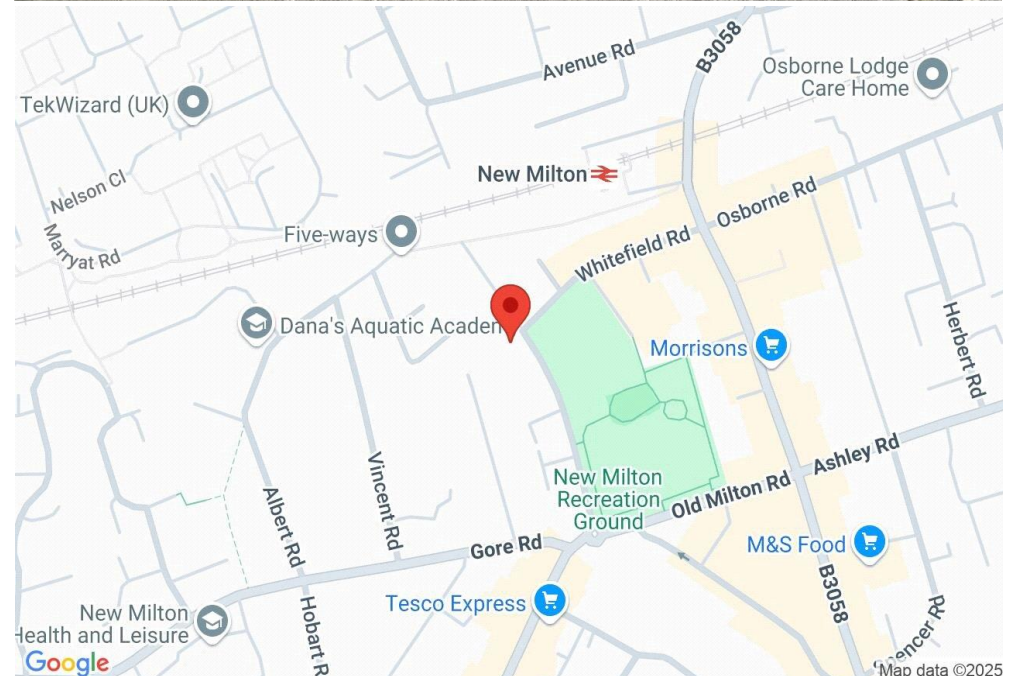 B3058
Avenue Rd
Osborne Lodge
Care Home
TekWizard (UK)
New Milton
Nelson Cl
Osborne Rd
Five-ways
Whitefield Rd
Marryat Rd
Dana's Aquatic Academ
Morrisons
Herbert Rd
Ashley Rd
Vincent Rd
New Milton
Recreation
Ground
Old Milton Rd
Albert Rd
Gore Rd
M&S Food
B3058
Tesco Express
New Milton
Health and Leisure
Hobart R
Spencer Rd
Google
Map data ©2025